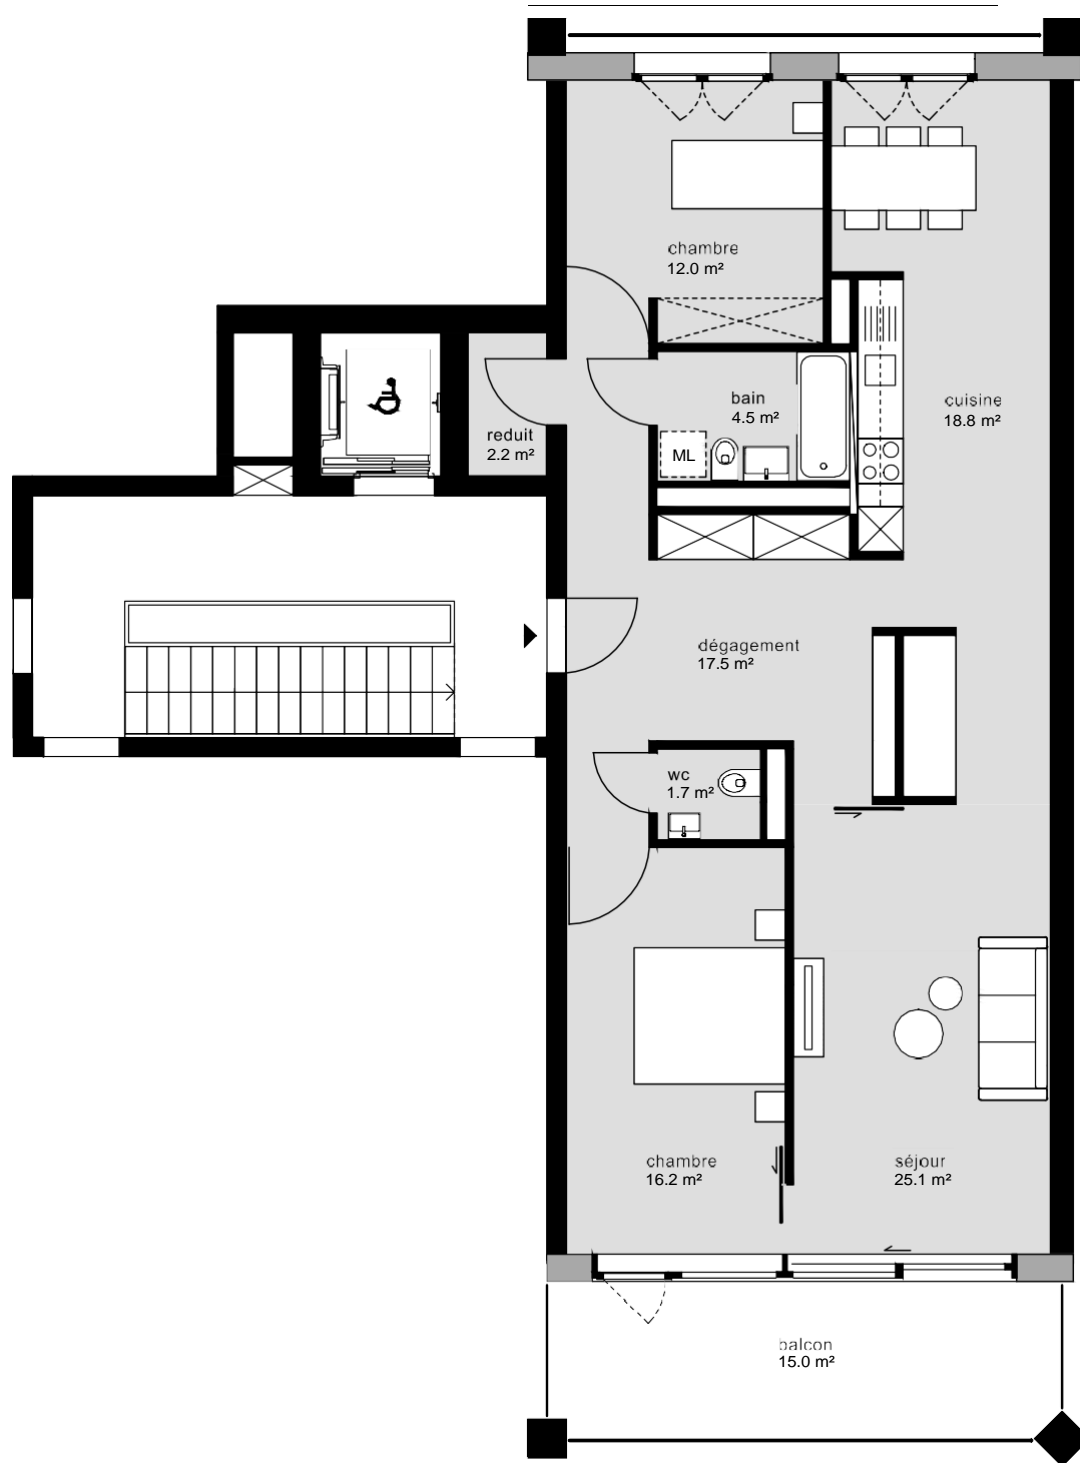 chambre
12.0 m²
bain
4.5 m²
cuisine
18.8 m²
reduit
2.2 m²
ML
dégagement
17.5 m²
wc
1.7 m²
chambre
16.2 m²
séjour
25.1 m²
balcon
15.0 m²